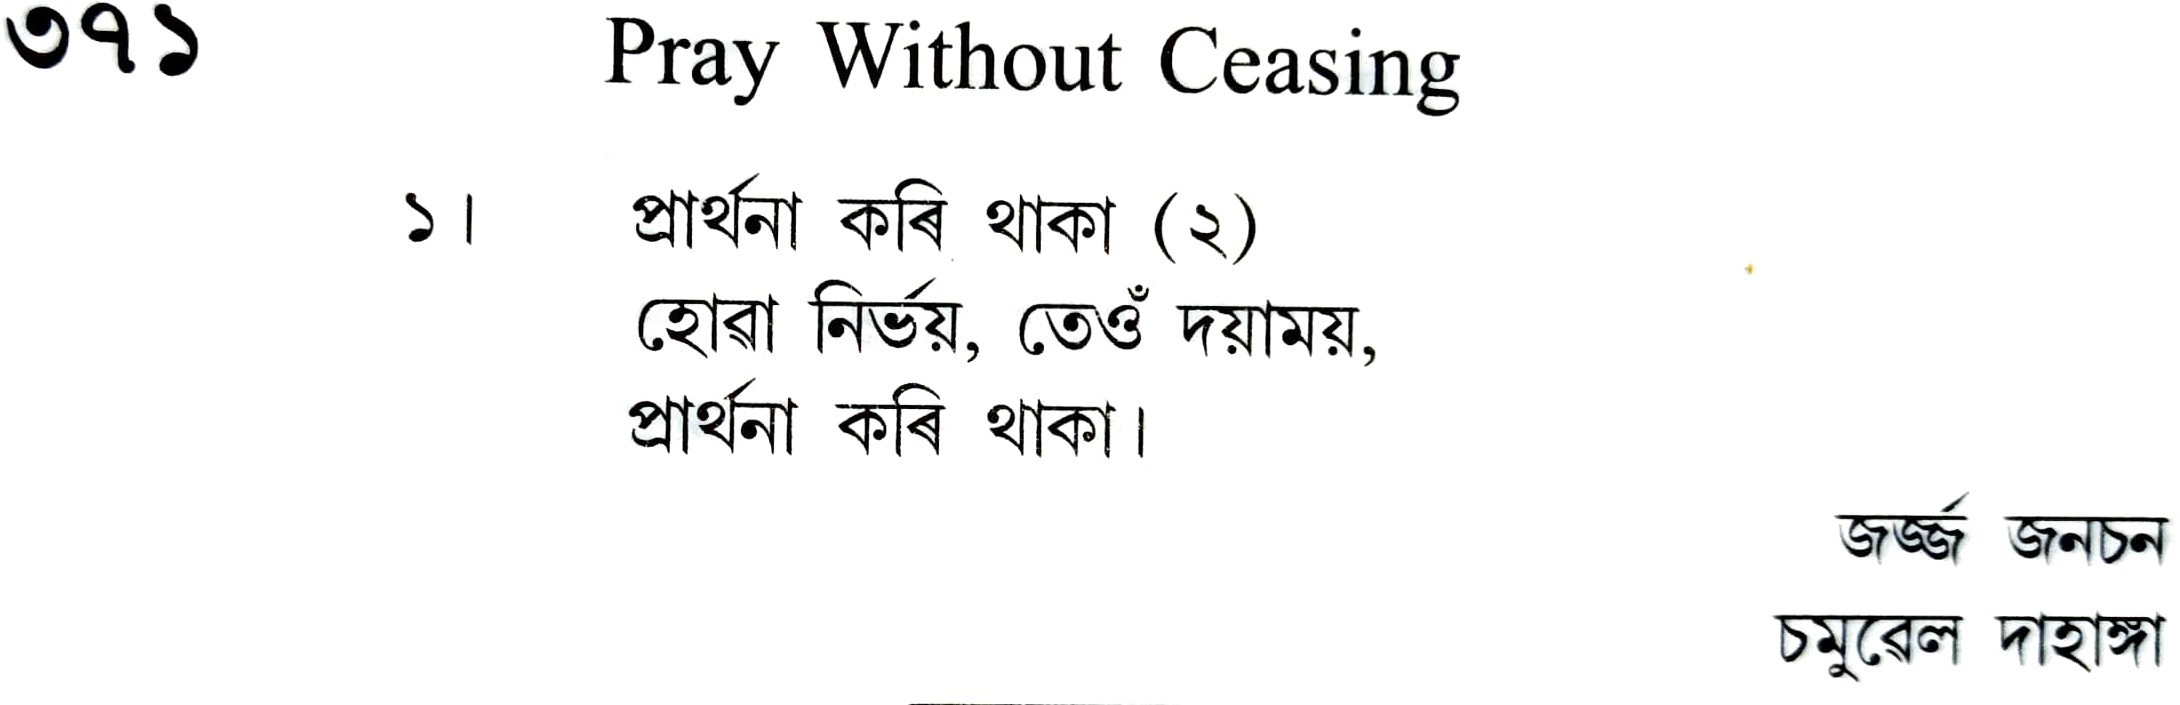 ৩৭১ Pray Without Ceasing
১। প্ৰাৰ্থনা কৰি থাকা (২)
হোৱা নিৰ্ভয়, তেওঁ দয়াময়,
প্ৰাৰ্থনা কৰি থাকা।
জৰ্জ্জ জনচন
চমুৱেল দাহাঙ্গা